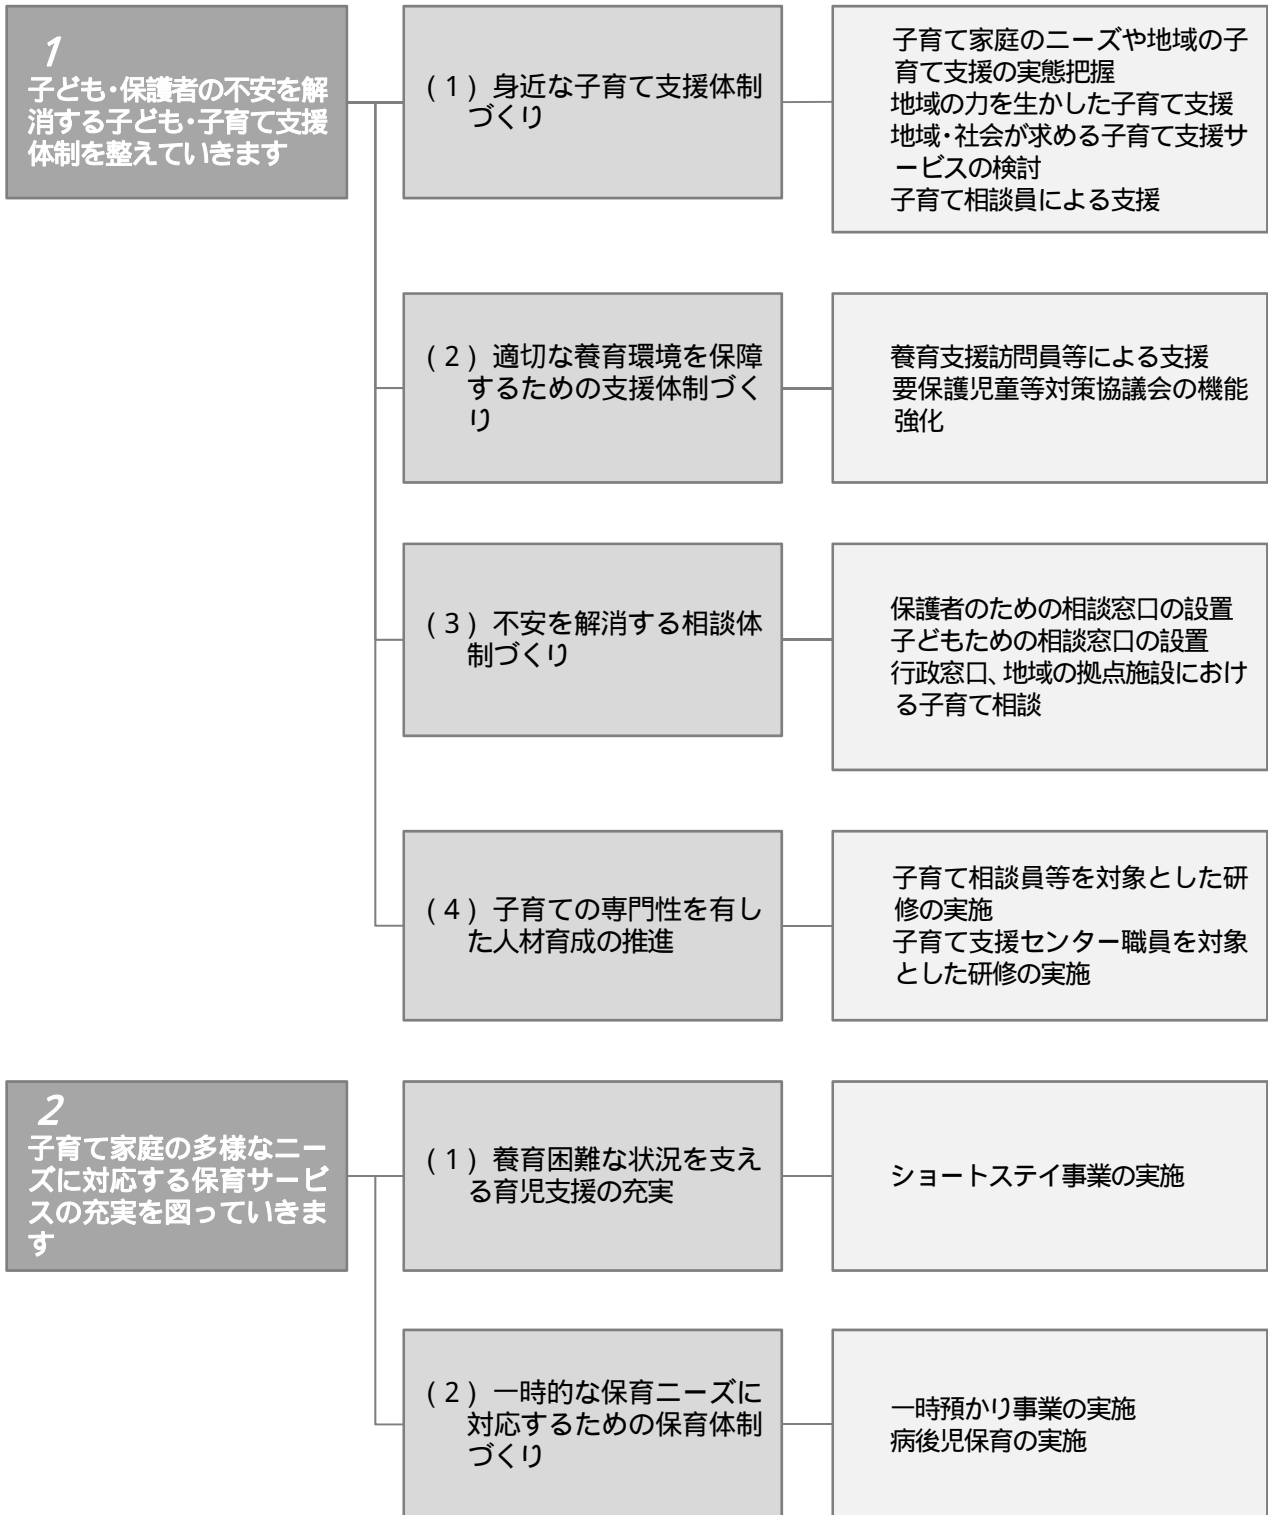 1
子ども・保護者の不安を解
消する子ども・子育て支援
体制を整えていきます
(1) 身近な子育て支援体制
づくり
子育て家庭のニーズや地域の子
育て支援の実態把握
地域の力を生かした子育て支援
地域・社会が求める子育て支援サ
ービスの検討
子育て相談員による支援
(2) 適切な養育環境を保障
するための支援体制づく
り
養育支援訪問員等による支援
要保護児童等対策協議会の機能
強化
(3) 不安を解消する相談体
制づくり
保護者のための相談窓口の設置
子どもための相談窓口の設置
行政窓口、地域の拠点施設におけ
る子育て相談
(4) 子育ての専門性を有し
た人材育成の推進
子育て相談員等を対象とした研
修の実施
子育て支援センター職員を対象
とした研修の実施
2
子育て家庭の多様なニー
ズに対応する保育サービ
スの充実を図っていきま
す
(1) 養育困難な状況を支え
る育児支援の充実
ショートステイ事業の実施
(2) 一時的な保育ニーズに
対応するための保育体制
づくり
一時預かり事業の実施
病後児保育の実施